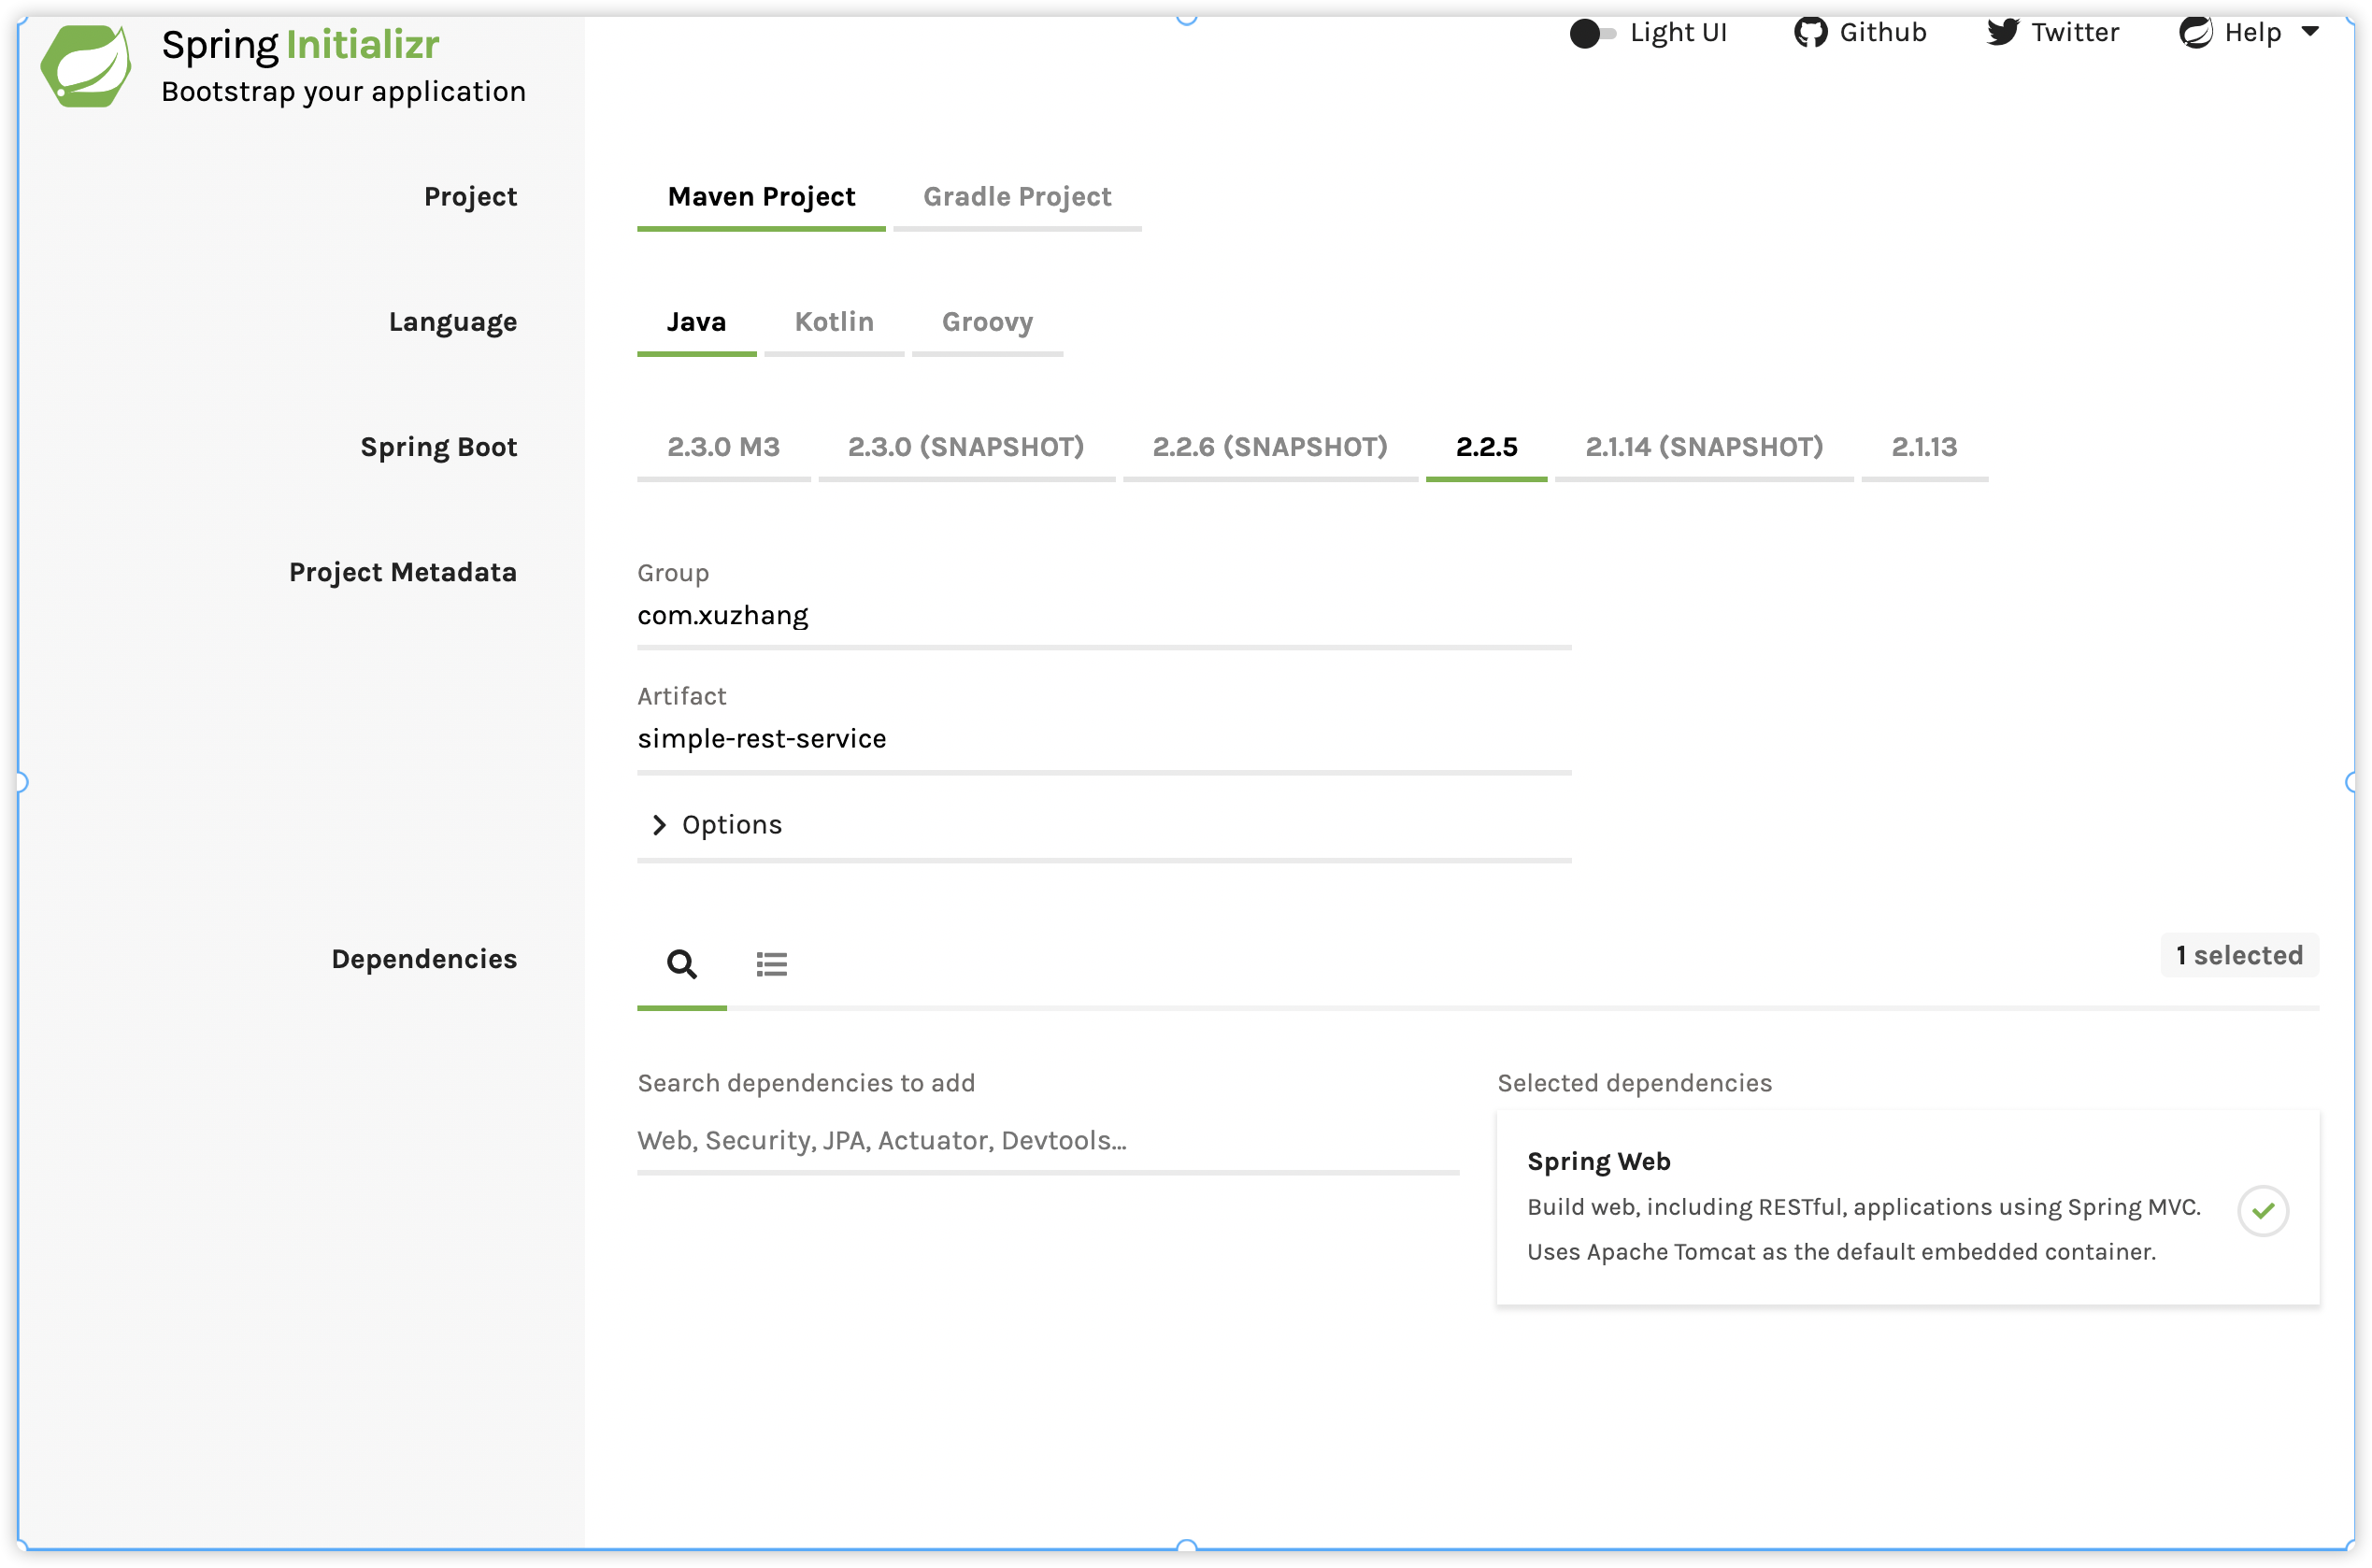 Spring Initializr
Bootstrap your application
Light UI
Github
Twitter
Help
Project
Maven Project
Gradle Project
Language
Java
Kotlin
Groovy
Spring Boot
2.3.0 M3
2.3.0 (SNAPSHOT)
2.2.6 (SNAPSHOT)
2.2.5
2.1.14 (SNAPSHOT)
2.1.13
Project Metadata
Group
com.xuzhang
Artifact
simple-rest-service
Options
Dependencies
1 selected
Search dependencies to add
Web, Security, JPA, Actuator, Devtools...
Selected dependencies
Spring Web
Build web, including RESTful, applications using Spring MVC.
Uses Apache Tomcat as the default embedded container.